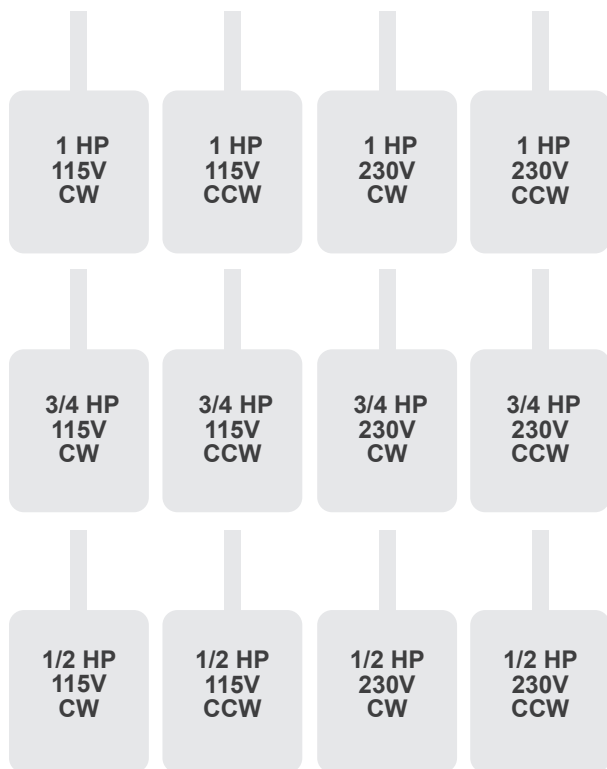 1 HP
115V
CW
1 HP
115V
CCW
1 HP
230V
CW
1 HP
230V
CCW
3/4 HP
115V
CW
3/4 HP
115V
CCW
3/4 HP
230V
CW
3/4 HP
230V
CCW
1/2 HP
115V
CW
1/2 HP
115V
CCW
1/2 HP
230V
CW
1/2 HP
230V
CCW